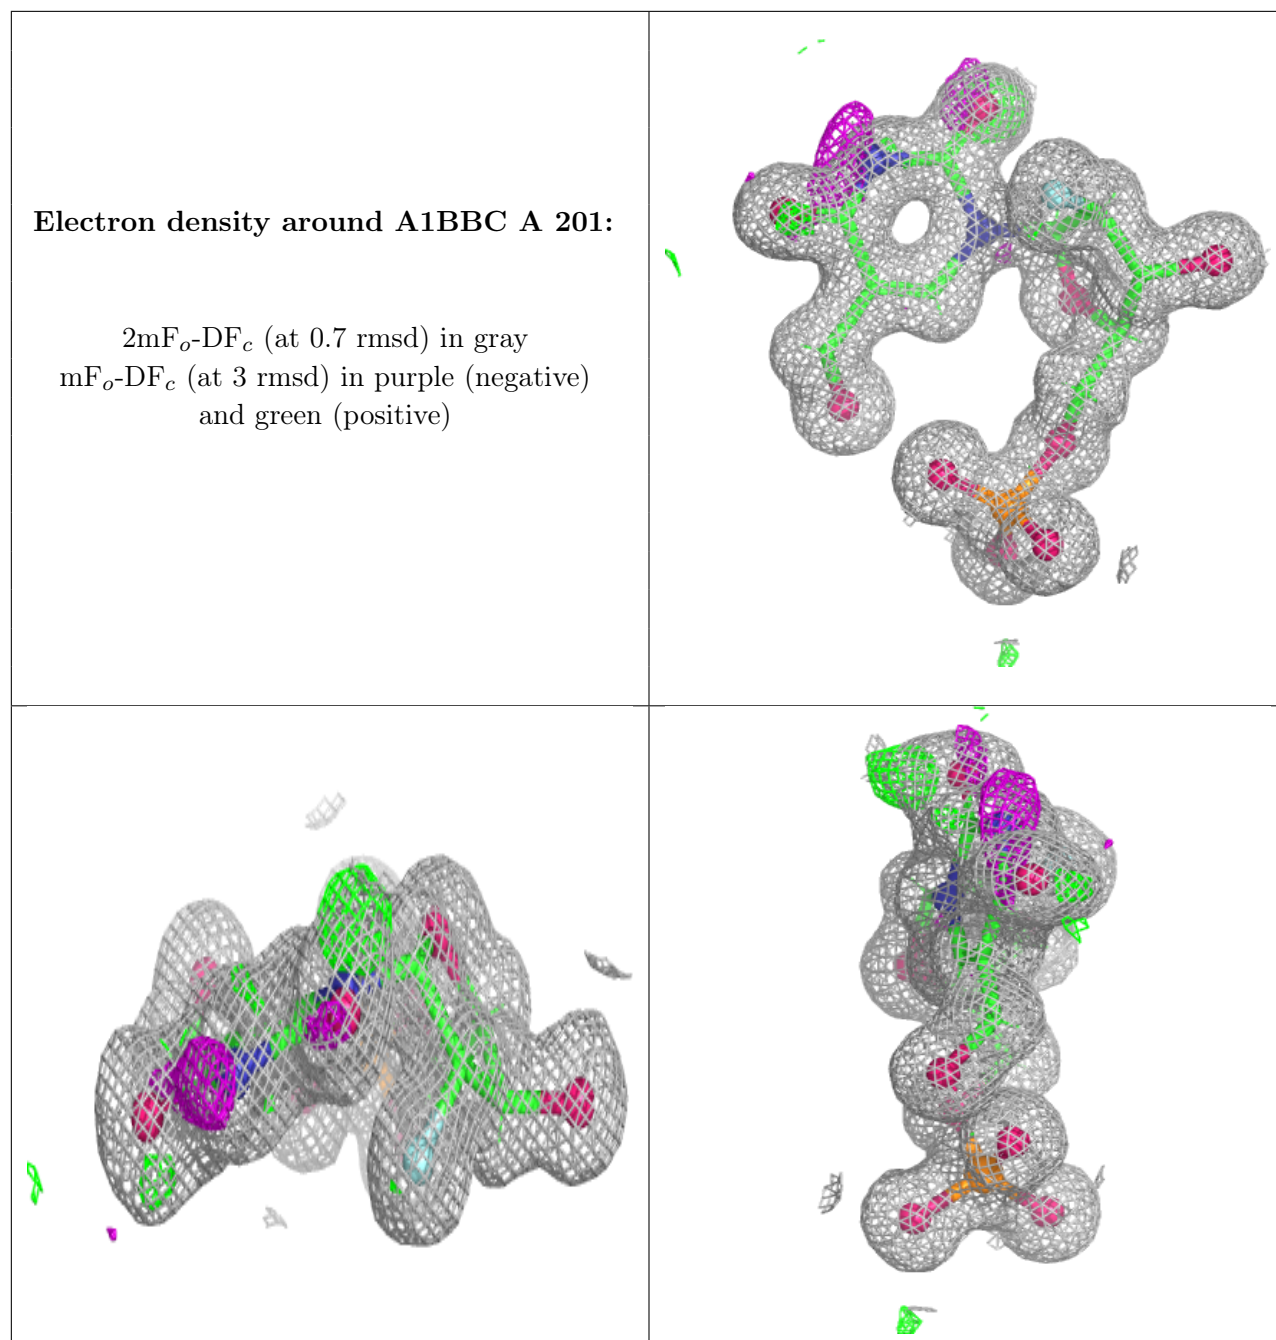 Electron density around A1BBC A 201:
2mFₒ-DF𝒸 (at 0.7 rmsd) in gray
mFₒ-DF𝒸 (at 3 rmsd) in purple (negative)
and green (positive)